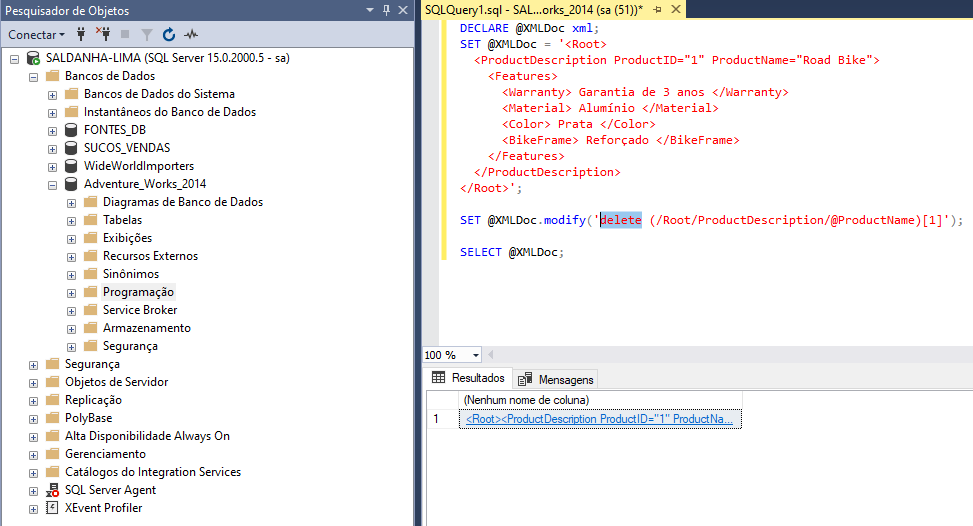 Pesquisador de Objetos
Conectar
SALDANHA-LIMA (SQL Server 15.0.2000.5 - sa)
Bancos de Dados
Bancos de Dados do Sistema
Instantâneos do Banco de Dados
FONTES_DB
SUCOS_VENDAS
WideWorldImporters
Adventure_Works_2014
Diagramas de Banco de Dados
Tabelas
Exibições
Recursos Externos
Sinônimos
Programação
Service Broker
Armazenamento
Segurança
Segurança
Objetos de Servidor
Replicação
PolyBase
Alta Disponibilidade Always On
Gerenciamento
Catálogos do Integration Services
SQL Server Agent
XEvent Profiler
SQLQuery1.sql - SAL...orks_2014 (sa (51))*
DECLARE @XMLDoc xml;
SET @XMLDoc = '<Root>
<ProductDescription ProductID="1" ProductName="Road Bike">
<Features>
<Warranty> Garantia de 3 anos </Warranty>
<Material> Alumínio </Material>
<Color> Prata </Color>
<BikeFrame> Reforçado </BikeFrame>
</Features>
</ProductDescription>
</Root>';
SET @XMLDoc.modify('delete (/Root/ProductDescription/@ProductName)[1]');
SELECT @XMLDoc;
100 %
Resultados Mensagens
(Nenhum nome de coluna)
1 <Root><ProductDescription ProductID="1" ProductNa...